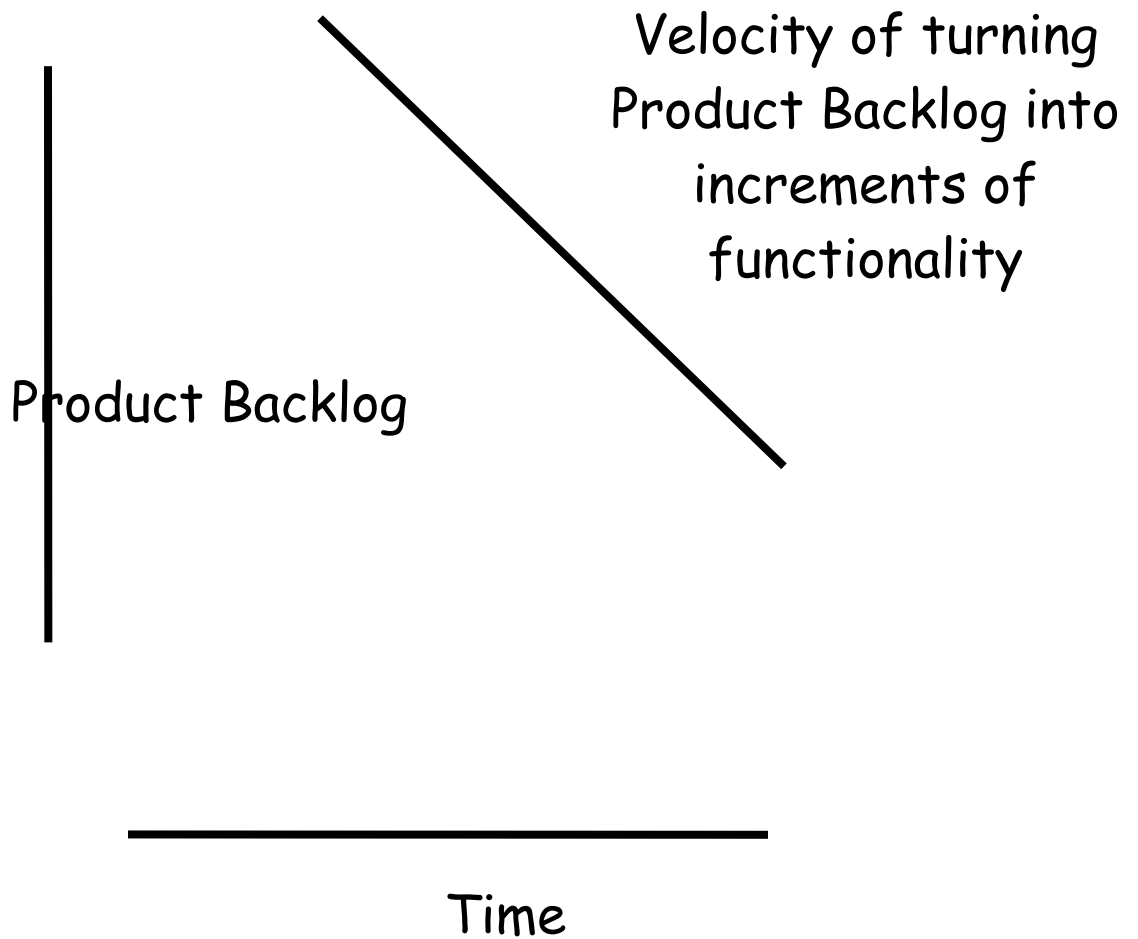 Velocity of turning
Product Backlog into
increments of
functionality
Product Backlog
Time